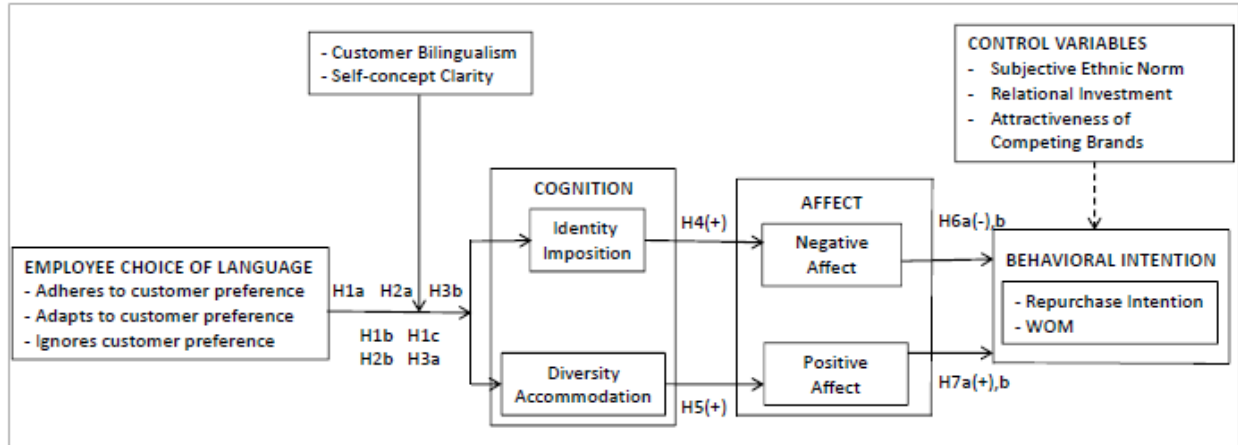 - Customer Bilingualism
- Self-concept Clarity
CONTROL VARIABLES
- Subjective Ethnic Norm
- Relational Investment
- Attractiveness of
Competing Brands
COGNITION
Identity
Imposition
Diversity
Accommodation
H4(+)
H5(+)
AFFECT
Negative
Affect
Positive
Affect
H6a(-),b
H7a(+),b
EMPLOYEE CHOICE OF LANGUAGE
- Adheres to customer preference
- Adapts to customer preference
- Ignores customer preference
H1a H2a H3b
H1b H1c
H2b H3a
BEHAVIORAL INTENTION
- Repurchase Intention
- WOM